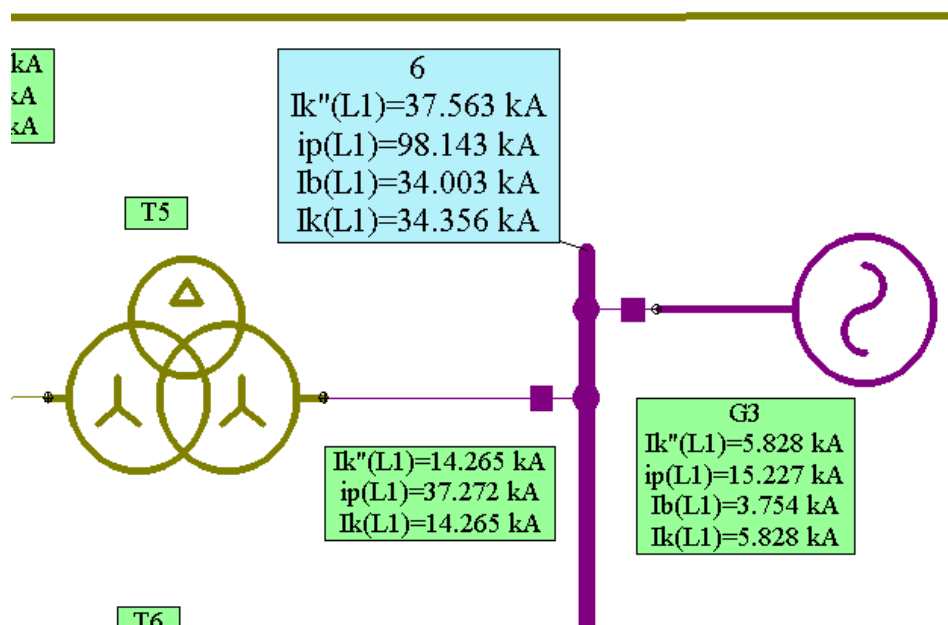 kA
kA
kA
6
Ik"(L1)=37.563 kA
ip(L1)=98.143 kA
Ib(L1)=34.003 kA
Ik(L1)=34.356 kA
T5
Ik"(L1)=14.265 kA
ip(L1)=37.272 kA
Ik(L1)=14.265 kA
G3
Ik"(L1)=5.828 kA
ip(L1)=15.227 kA
Ib(L1)=3.754 kA
Ik(L1)=5.828 kA
T6